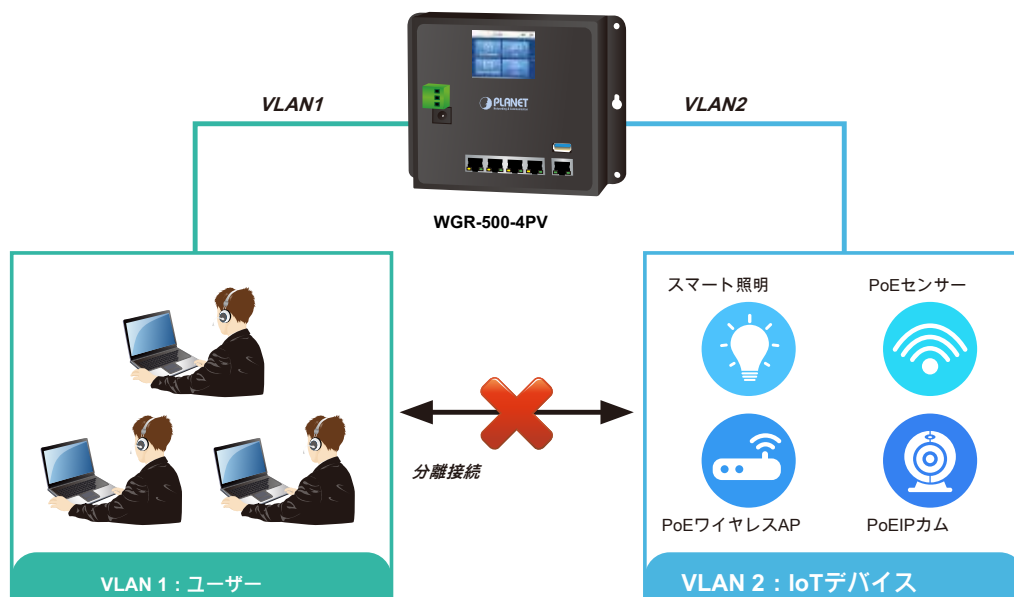 VLAN1
VLAN2
PLANET
WGR-500-4PV
スマート照明
PoEセンサー
分離接続
PoEワイヤレスAP
PoEIPカム
VLAN 1：ユーザー
VLAN 2：IoTデバイス